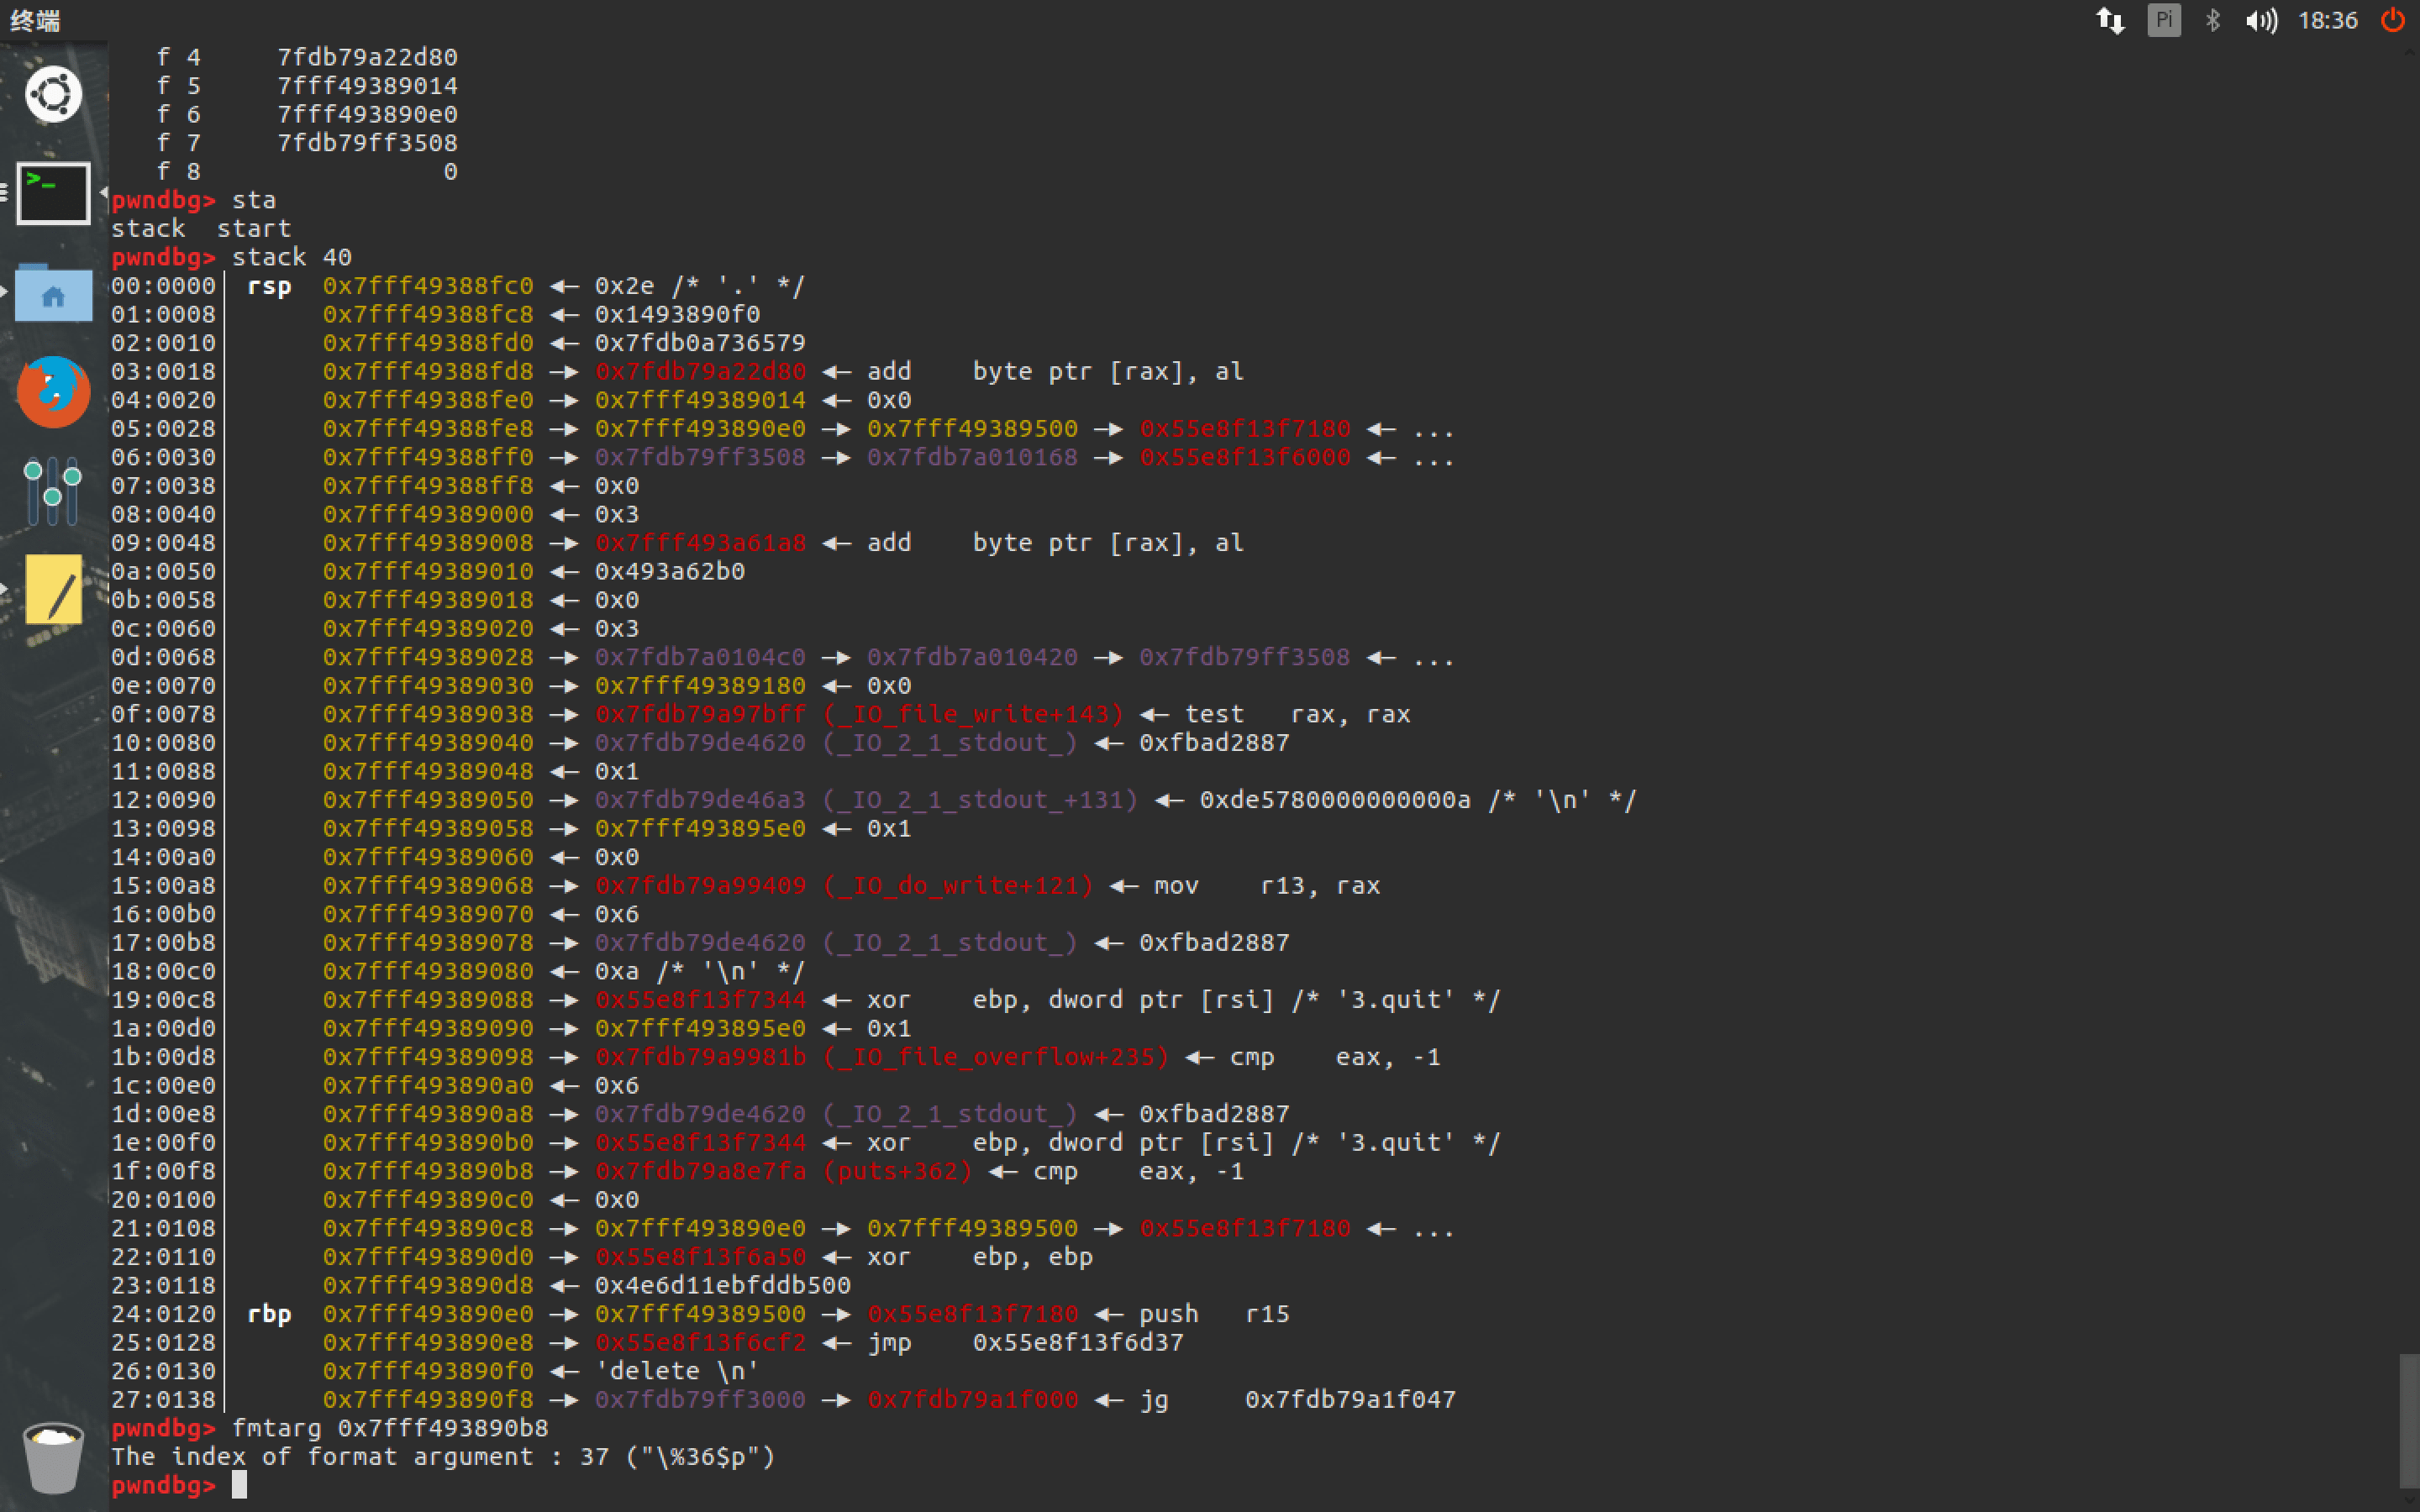 终端
Pi
18:36
f 4 7fdb79a22d80
f 5 7fff49389014
f 6 7fff493890e0
f 7 7fdb79ff3508
f 8 0
pwndbg> sta
stack start
pwndbg> stack 40
00:0000│ rsp 0x7fff49388fc0 ◂— 0x2e /* '.' */
01:0008│ 0x7fff49388fc8 ◂— 0x1493890f0
02:0010│ 0x7fff49388fd0 ◂— 0x7fdb0a736579
03:0018│ 0x7fff49388fd8 —▸ 0x7fdb79a22d80 ◂— add byte ptr [rax], al
04:0020│ 0x7fff49388fe0 —▸ 0x7fff49389014 ◂— 0x0
05:0028│ 0x7fff49388fe8 —▸ 0x7fff493890e0 —▸ 0x7fff49389500 —▸ 0x55e8f13f7180 ◂— ...
06:0030│ 0x7fff49388ff0 —▸ 0x7fdb79ff3508 —▸ 0x7fdb7a010168 —▸ 0x55e8f13f6000 ◂— ...
07:0038│ 0x7fff49388ff8 ◂— 0x0
08:0040│ 0x7fff49389000 ◂— 0x3
09:0048│ 0x7fff49389008 —▸ 0x7fff493a61a8 ◂— add byte ptr [rax], al
0a:0050│ 0x7fff49389010 ◂— 0x493a62b0
0b:0058│ 0x7fff49389018 ◂— 0x0
0c:0060│ 0x7fff49389020 ◂— 0x3
0d:0068│ 0x7fff49389028 —▸ 0x7fdb7a0104c0 —▸ 0x7fdb7a010420 —▸ 0x7fdb79ff3508 ◂— ...
0e:0070│ 0x7fff49389030 —▸ 0x7fff49389180 ◂— 0x0
0f:0078│ 0x7fff49389038 —▸ 0x7fdb79a97bff (_IO_file_write+143) ◂— test rax, rax
10:0080│ 0x7fff49389040 —▸ 0x7fdb79de4620 (_IO_2_1_stdout_) ◂— 0xfbad2887
11:0088│ 0x7fff49389048 ◂— 0x1
12:0090│ 0x7fff49389050 —▸ 0x7fdb79de46a3 (_IO_2_1_stdout_+131) ◂— 0xde5780000000000a /* '\n' */
13:0098│ 0x7fff49389058 —▸ 0x7fff493895e0 ◂— 0x1
14:00a0│ 0x7fff49389060 ◂— 0x0
15:00a8│ 0x7fff49389068 —▸ 0x7fdb79a99409 (_IO_do_write+121) ◂— mov r13, rax
16:00b0│ 0x7fff49389070 ◂— 0x6
17:00b8│ 0x7fff49389078 —▸ 0x7fdb79de4620 (_IO_2_1_stdout_) ◂— 0xfbad2887
18:00c0│ 0x7fff49389080 ◂— 0xa /* '\n' */
19:00c8│ 0x7fff49389088 —▸ 0x55e8f13f7344 ◂— xor ebp, dword ptr [rsi] /* '3.quit' */
1a:00d0│ 0x7fff49389090 —▸ 0x7fff493895e0 ◂— 0x1
1b:00d8│ 0x7fff49389098 —▸ 0x7fdb79a9981b (_IO_file_overflow+235) ◂— cmp eax, -1
1c:00e0│ 0x7fff493890a0 ◂— 0x6
1d:00e8│ 0x7fff493890a8 —▸ 0x7fdb79de4620 (_IO_2_1_stdout_) ◂— 0xfbad2887
1e:00f0│ 0x7fff493890b0 —▸ 0x55e8f13f7344 ◂— xor ebp, dword ptr [rsi] /* '3.quit' */
1f:00f8│ 0x7fff493890b8 —▸ 0x7fdb79a8e7fa (puts+362) ◂— cmp eax, -1
20:0100│ 0x7fff493890c0 ◂— 0x0
21:0108│ 0x7fff493890c8 —▸ 0x7fff493890e0 —▸ 0x7fff49389500 —▸ 0x55e8f13f7180 ◂— ...
22:0110│ 0x7fff493890d0 —▸ 0x55e8f13f6a50 ◂— xor ebp, ebp
23:0118│ 0x7fff493890d8 ◂— 0x4e6d11ebfddb500
24:0120│ rbp 0x7fff493890e0 —▸ 0x7fff49389500 —▸ 0x55e8f13f7180 ◂— push r15
25:0128│ 0x7fff493890e8 —▸ 0x55e8f13f6cf2 ◂— jmp 0x55e8f13f6d37
26:0130│ 0x7fff493890f0 ◂— 'delete \n'
27:0138│ 0x7fff493890f8 —▸ 0x7fdb79ff3000 —▸ 0x7fdb79a1f000 ◂— jg 0x7fdb79a1f047
pwndbg> fmtarg 0x7fff493890b8
The index of format argument : 37 ("\%36$p")
pwndbg>